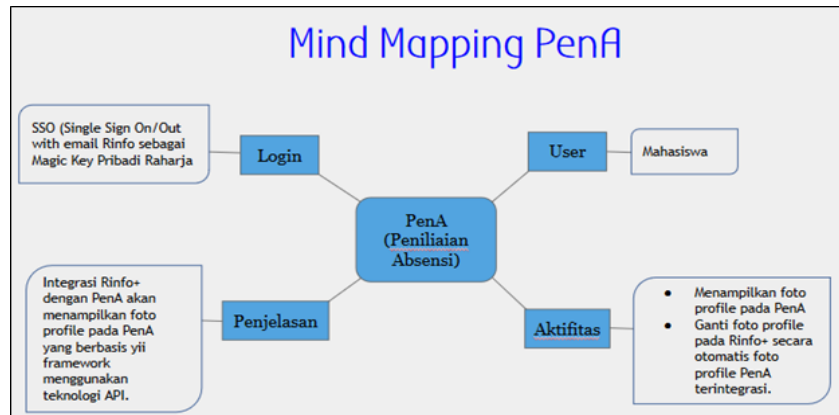 Mind Mapping PenA
SSO (Single Sign On/Out
with email Rinfo sebagai
Magic Key Pribadi Raharja
Login
User
Mahasiswa
PenA
(Peniliaian
Absensi)
Integrasi Rinfo+
dengan PenA akan
menampilkan foto
profile pada PenA
yang berbasis yii
framework
menggunakan
teknologi API.
Penjelasan
Aktifitas
● Menampilkan foto
profile pada PenA
● Ganti foto profile
pada Rinfo+ secara
otomatis foto
profile PenA
terintegrasi.